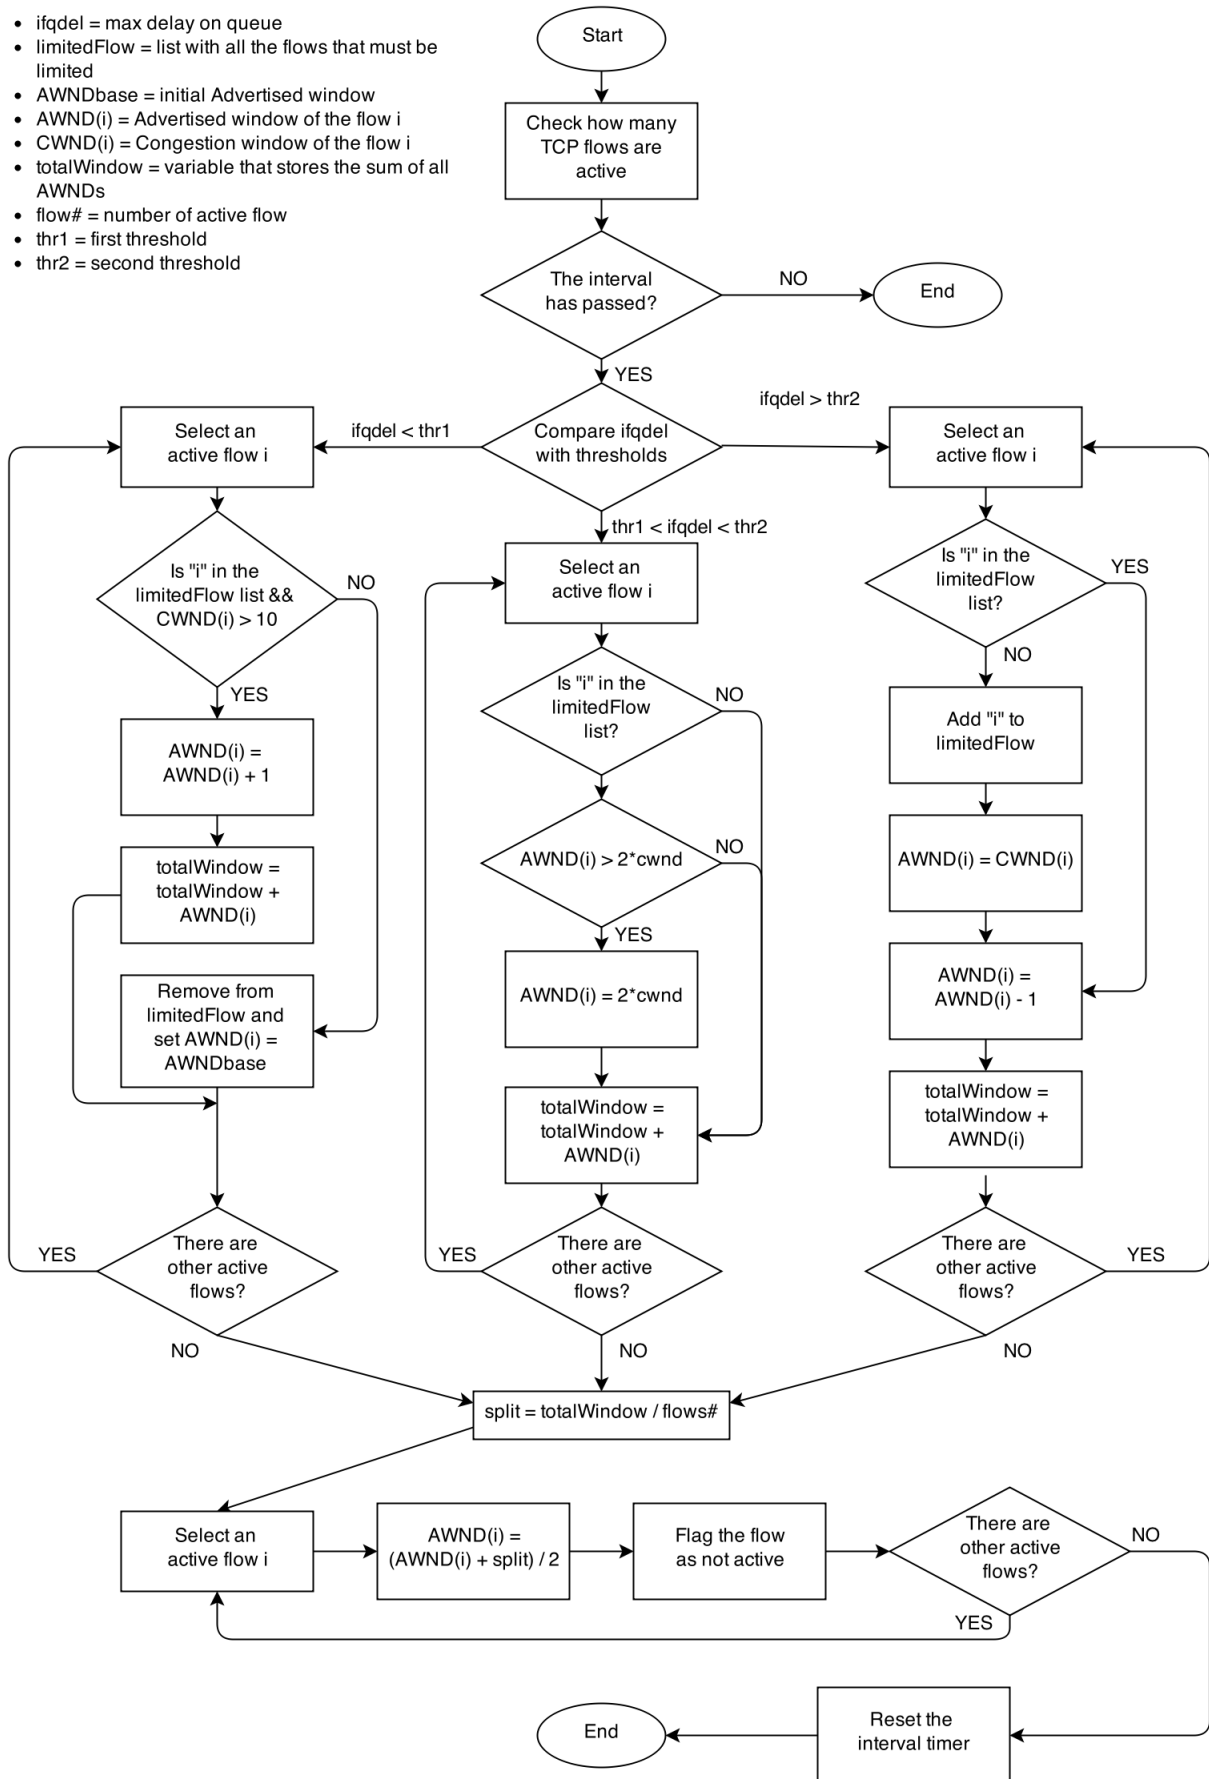 • ifqdel = max delay on queue
• limitedFlow = list with all the flows that must be
limited
• AWNDbase = initial Advertised window
• AWND(i) = Advertised window of the flow i
• CWND(i) = Congestion window of the flow i
• totalWindow = variable that stores the sum of all
AWNDs
• flow# = number of active flow
• thr1 = first threshold
• thr2 = second threshold
Start
Check how many
TCP flows are
active
The interval
has passed?
NO
End
YES
Compare ifqdel
with thresholds
ifqdel < thr1
thr1 < ifqdel < thr2
ifqdel > thr2
Select an
active flow i
Is "i" in the
limitedFlow list &&
CWND(i) > 10
NO
YES
AWND(i) =
AWND(i) + 1
totalWindow =
totalWindow +
AWND(i)
Remove from
limitedFlow and
set AWND(i) =
AWNDbase
There are
other active
flows?
YES
NO
Select an
active flow i
Is "i" in the
limitedFlow
list?
NO
AWND(i) > 2*cwnd
NO
YES
AWND(i) = 2*cwnd
totalWindow =
totalWindow +
AWND(i)
There are
other active
flows?
YES
NO
Select an
active flow i
Is "i" in the
limitedFlow
list?
YES
NO
Add "i" to
limitedFlow
AWND(i) = CWND(i)
AWND(i) =
AWND(i) - 1
totalWindow =
totalWindow +
AWND(i)
There are
other active
flows?
YES
NO
split = totalWindow / flows#
Select an
active flow i
AWND(i) =
(AWND(i) + split) / 2
Flag the flow
as not active
There are
other active
flows?
NO
YES
Reset the
interval timer
End